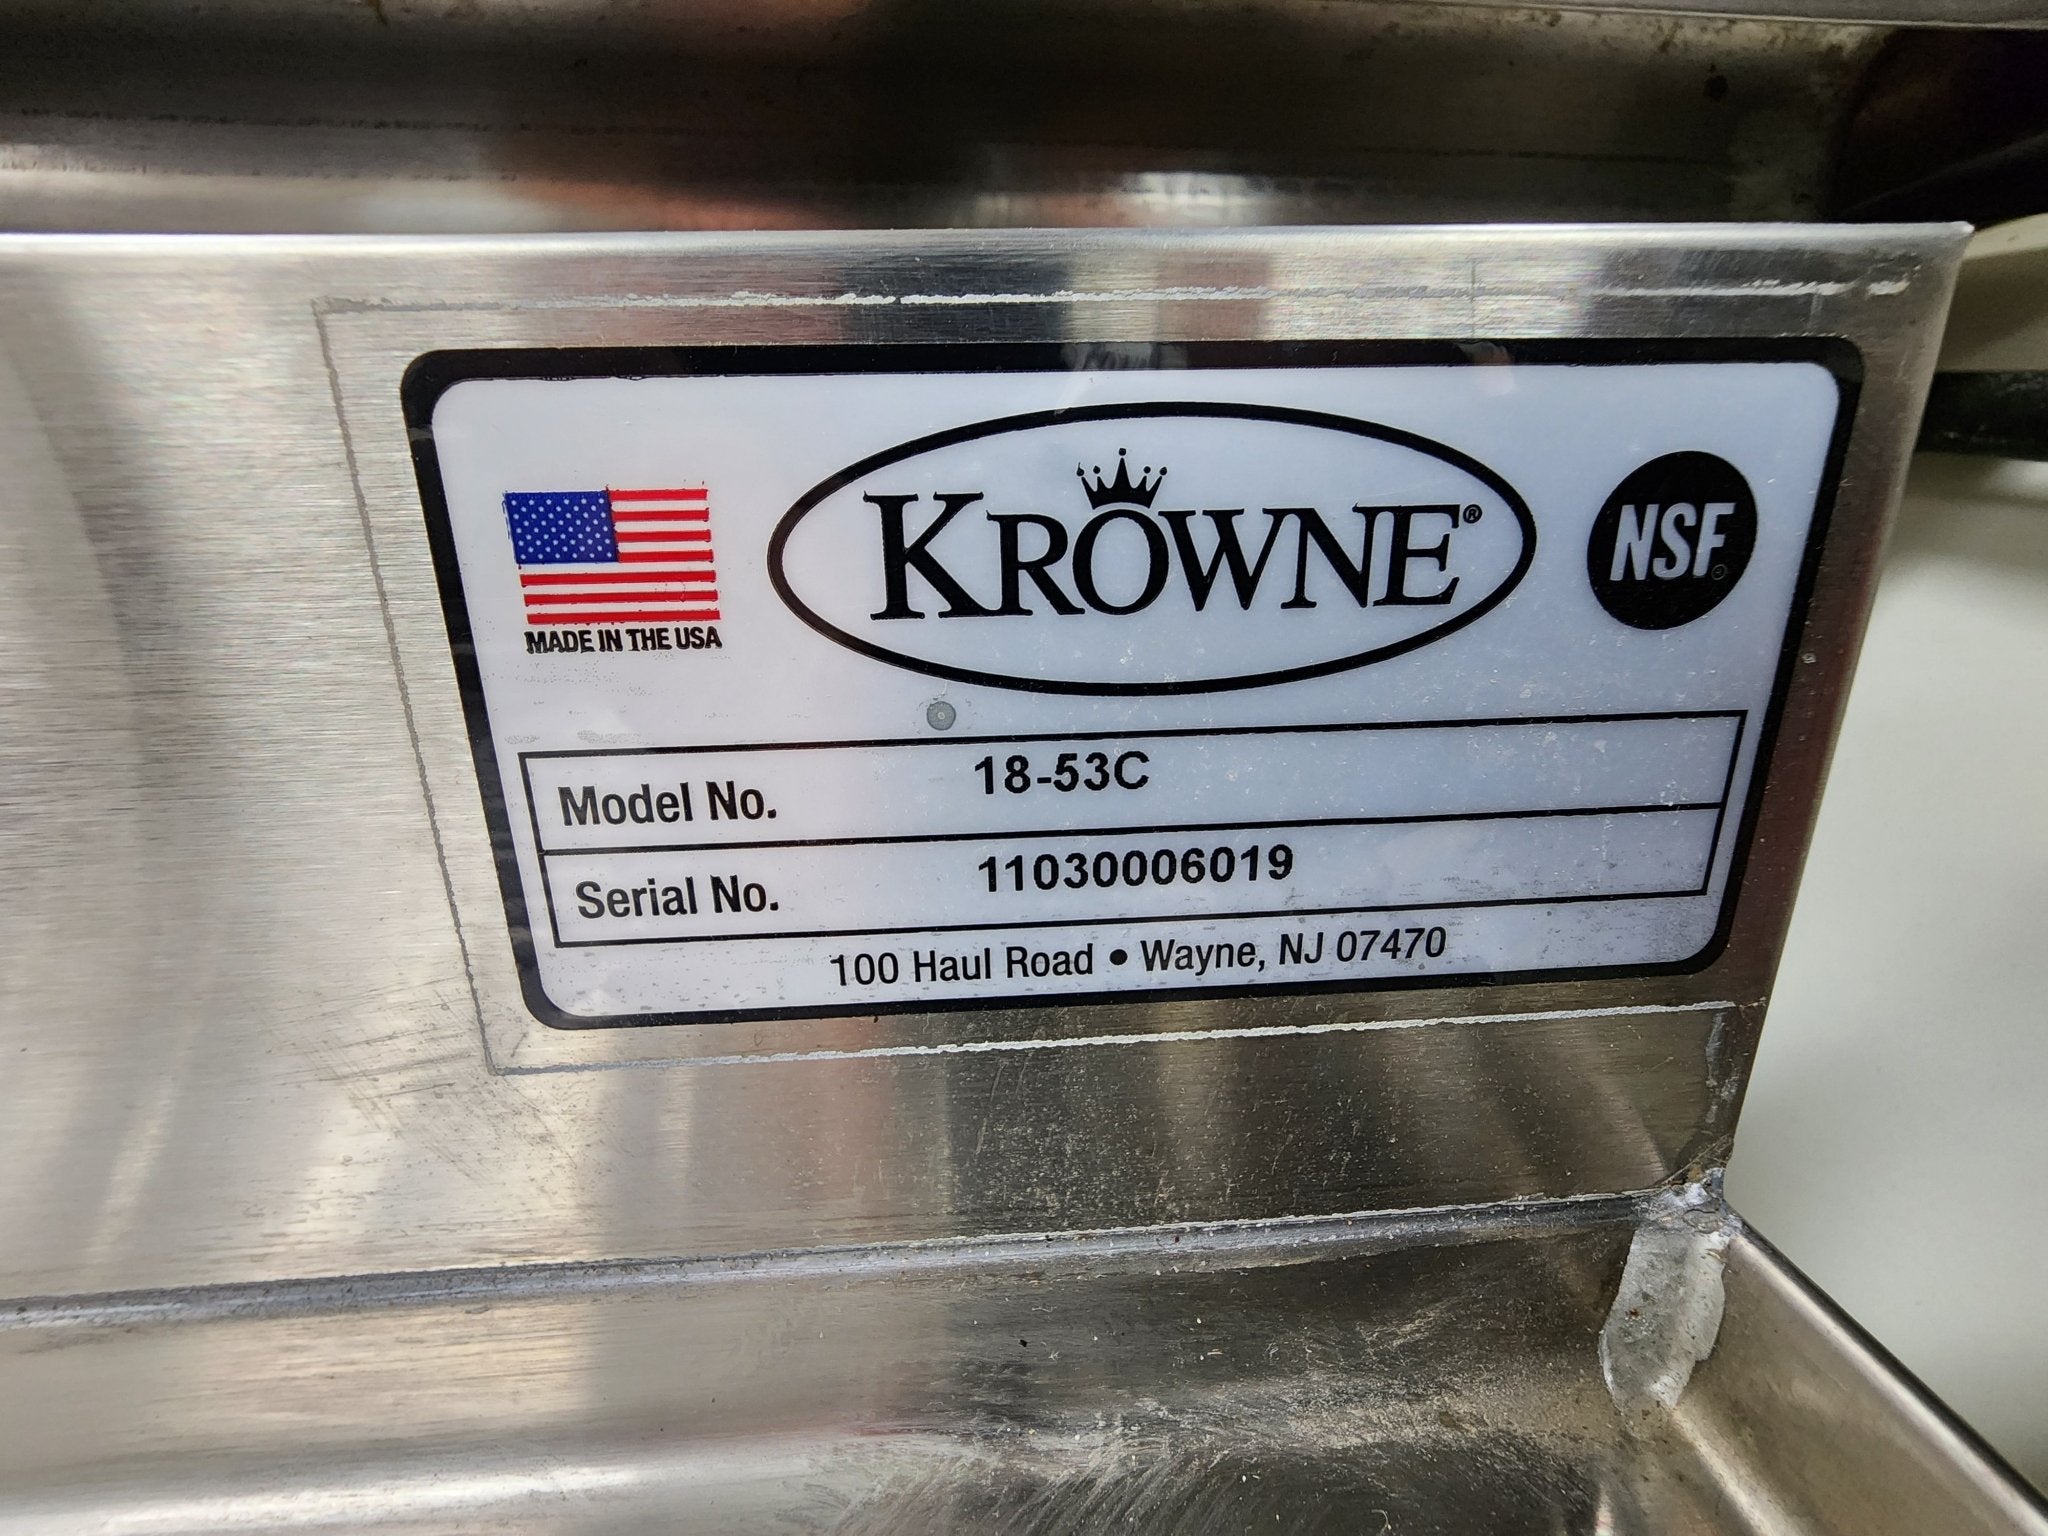 KROWNE®
NSF
MADE IN THE USA
Model No. 18-53C
Serial No. 11030006019
100 Haul Road • Wayne, NJ 07470